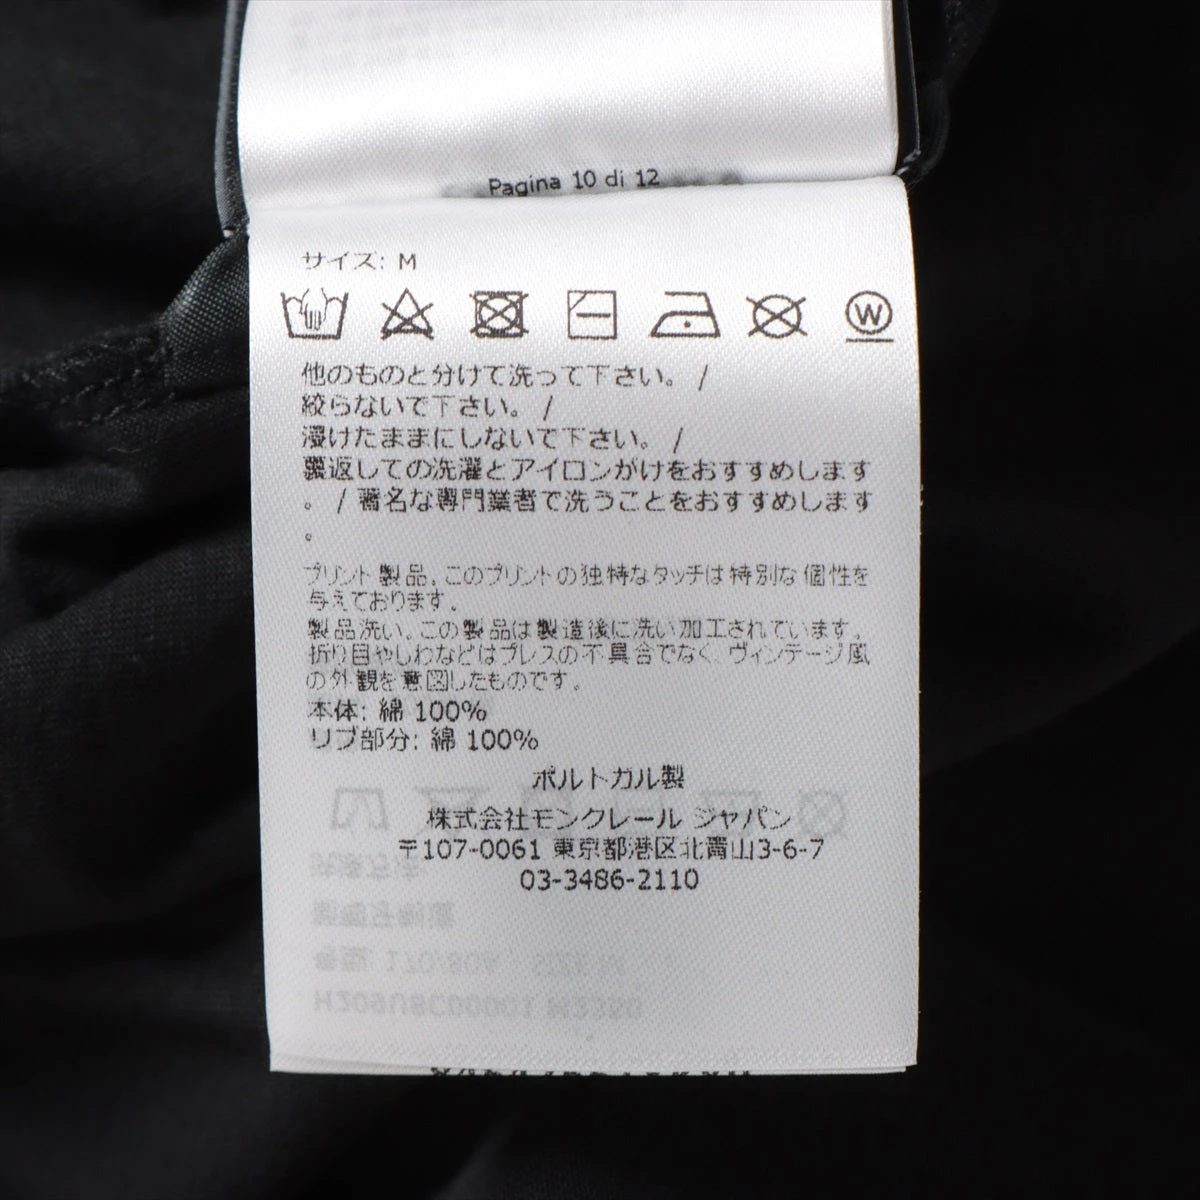 Pagina 10 di 12
サイズ: M
W
他のものと分けて洗って下さい。 /
絞らないで下さい。 /
浸けたままにしないで下さい。 /
裏返しての洗濯とアイロンがけをおすすめします
。 / 著名な専門業者で洗うことをおすすめします
。
プリント製品。このプリントの独特なタッチは特別な個性を
与えております。
製品洗い。この製品は製造後に洗い加工されています。
折り目やしわなどはプレスの不具合でなく、ヴィンテージ風
の外観を意図したものです。
本体: 綿 100%
リブ部分: 綿 100%
ポルトガル製
株式会社モンクレール ジャパン
〒107-0061 東京都港区北青山3-6-7
03-3486-2110